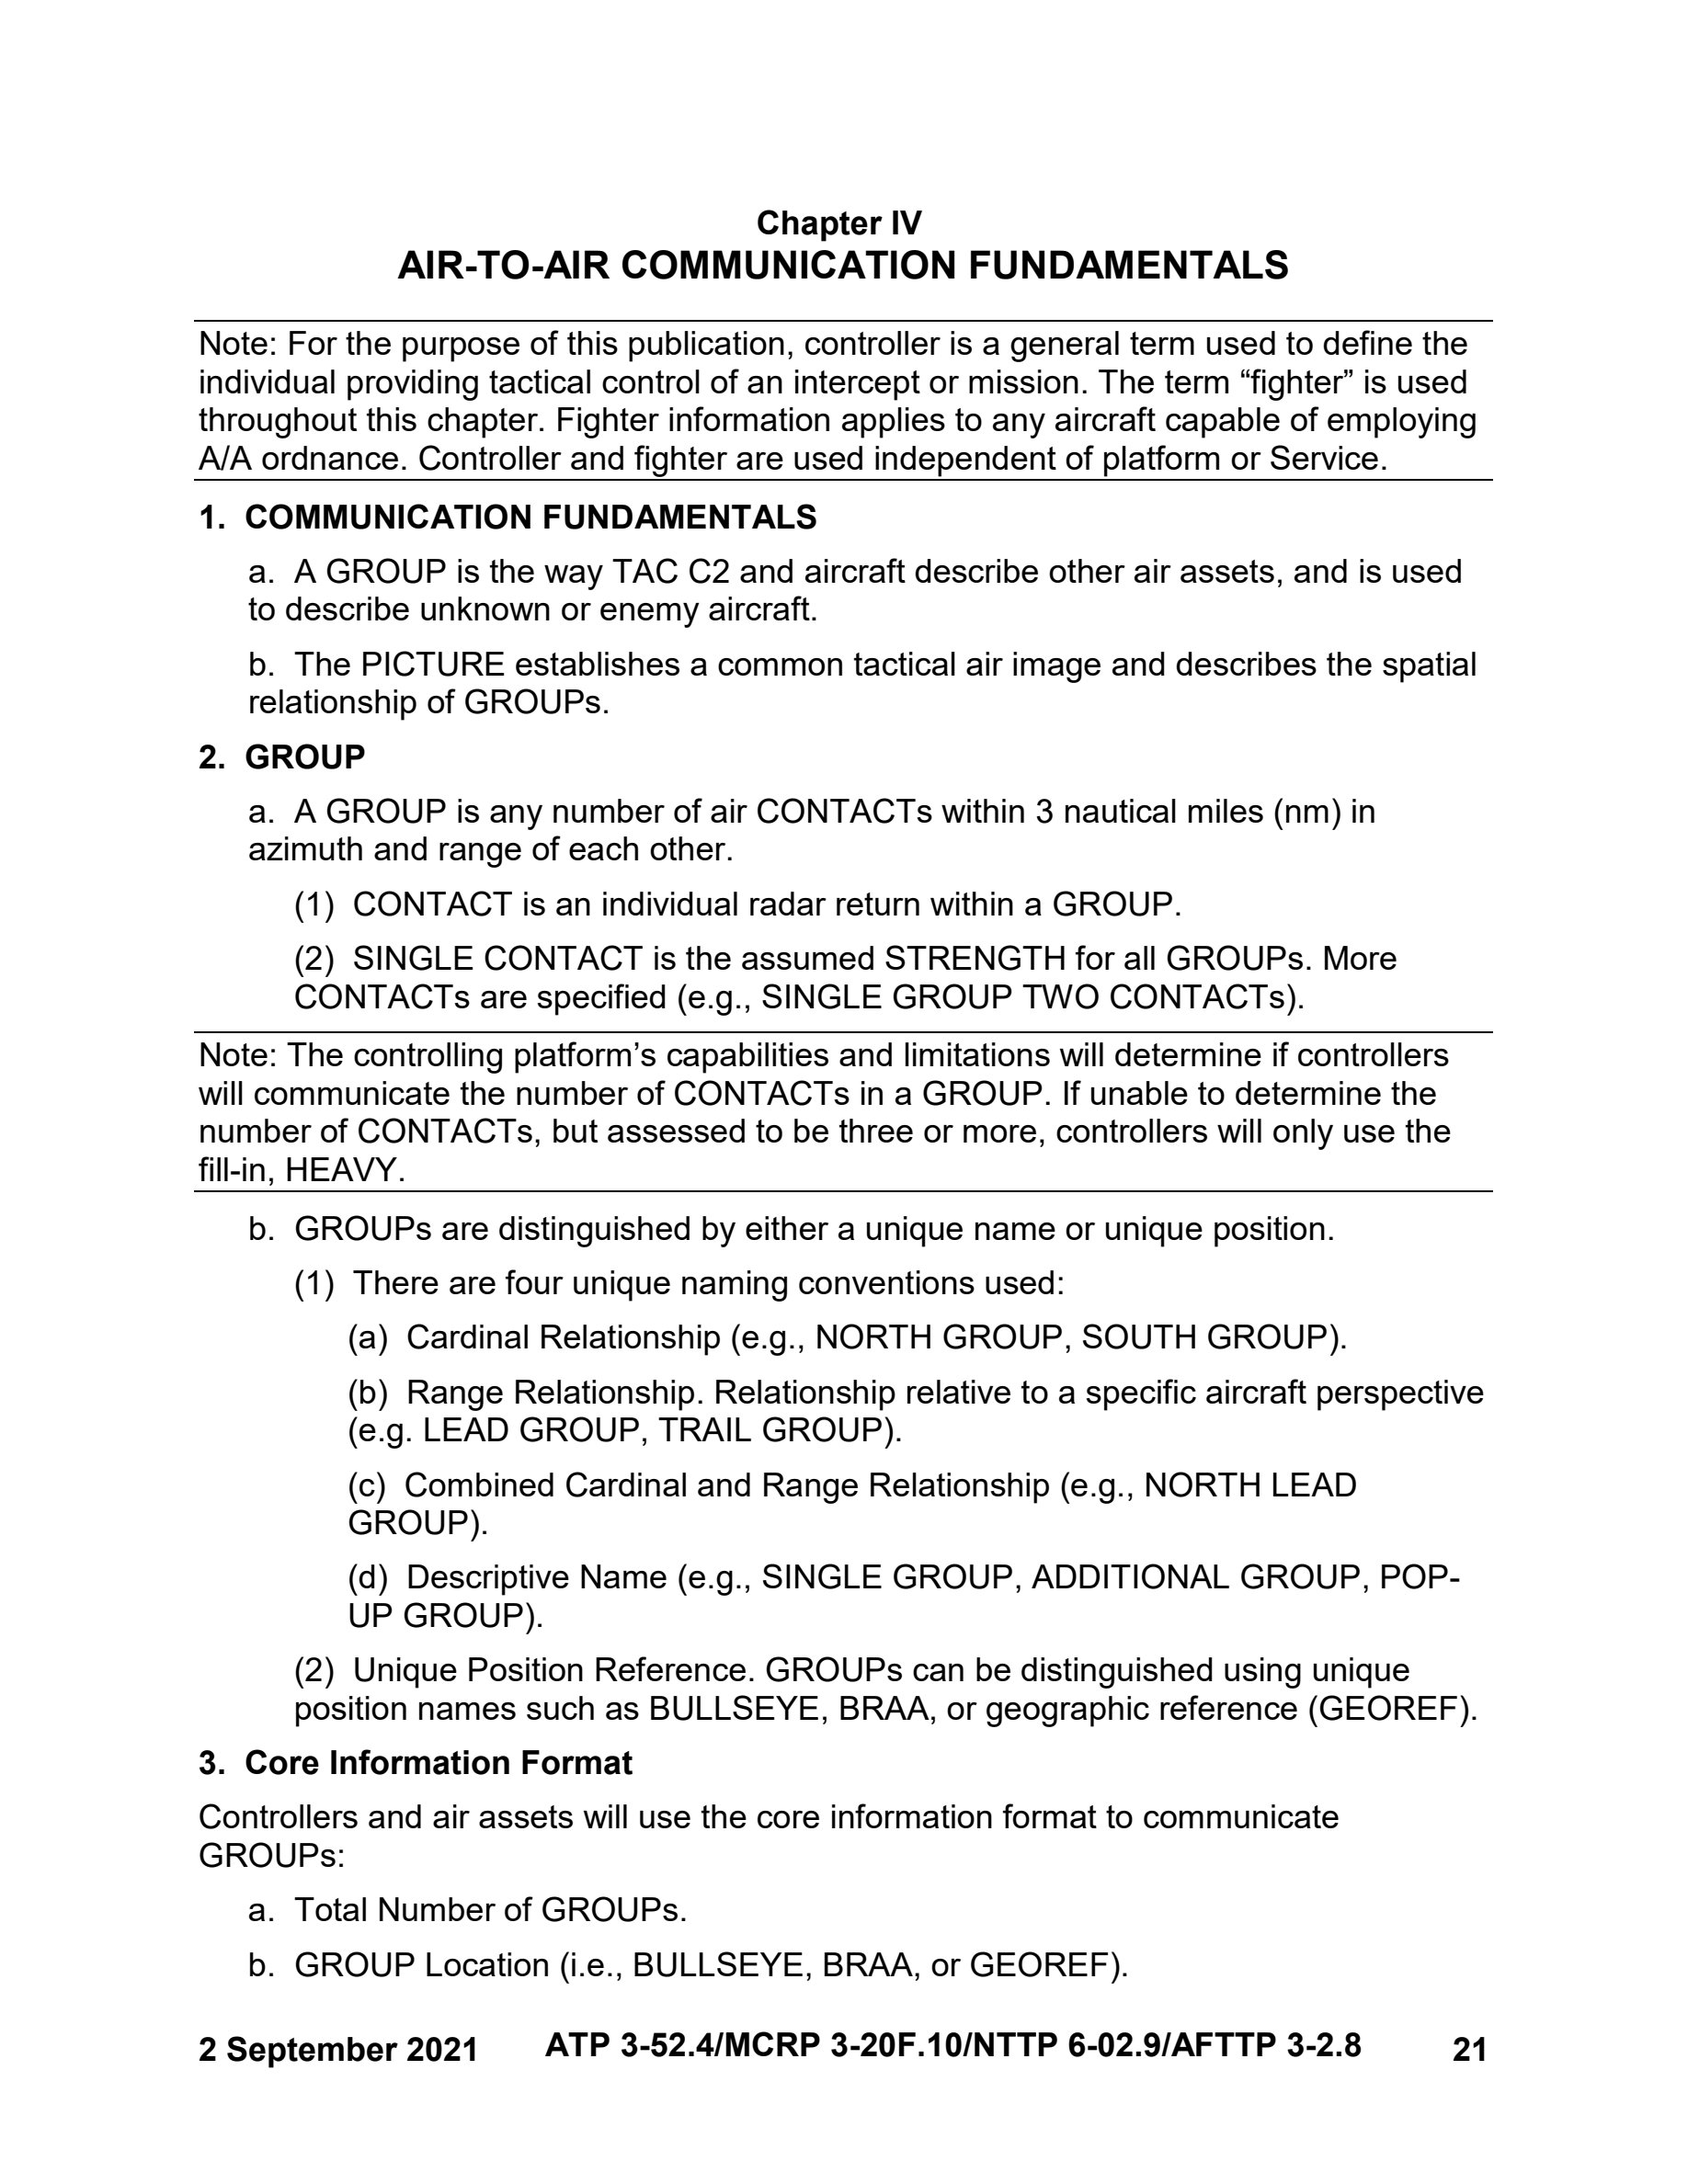 Chapter IV
AIR-TO-AIR COMMUNICATION FUNDAMENTALS
Note: For the purpose of this publication, controller is a general term used to define the
individual providing tactical control of an intercept or mission. The term “fighter” is used
throughout this chapter. Fighter information applies to any aircraft capable of employing
A/A ordnance. Controller and fighter are used independent of platform or Service.
1. COMMUNICATION FUNDAMENTALS
a. A GROUP is the way TAC C2 and aircraft describe other air assets, and is used
to describe unknown or enemy aircraft.
b. The PICTURE establishes a common tactical air image and describes the spatial
relationship of GROUPs.
2. GROUP
a. A GROUP is any number of air CONTACTs within 3 nautical miles (nm) in
azimuth and range of each other.
(1) CONTACT is an individual radar return within a GROUP.
(2) SINGLE CONTACT is the assumed STRENGTH for all GROUPs. More
CONTACTs are specified (e.g., SINGLE GROUP TWO CONTACTs).
Note: The controlling platform’s capabilities and limitations will determine if controllers
will communicate the number of CONTACTs in a GROUP. If unable to determine the
number of CONTACTs, but assessed to be three or more, controllers will only use the
fill-in, HEAVY.
b. GROUPs are distinguished by either a unique name or unique position.
(1) There are four unique naming conventions used:
(a) Cardinal Relationship (e.g., NORTH GROUP, SOUTH GROUP).
(b) Range Relationship. Relationship relative to a specific aircraft perspective
(e.g. LEAD GROUP, TRAIL GROUP).
(c) Combined Cardinal and Range Relationship (e.g., NORTH LEAD
GROUP).
(d) Descriptive Name (e.g., SINGLE GROUP, ADDITIONAL GROUP, POP-
UP GROUP).
(2) Unique Position Reference. GROUPs can be distinguished using unique
position names such as BULLSEYE, BRAA, or geographic reference (GEOREF).
3. Core Information Format
Controllers and air assets will use the core information format to communicate
GROUPs:
a. Total Number of GROUPs.
b. GROUP Location (i.e., BULLSEYE, BRAA, or GEOREF).
2 September 2021 ATP 3-52.4/MCRP 3-20F.10/NTTP 6-02.9/AFTTP 3-2.8 21